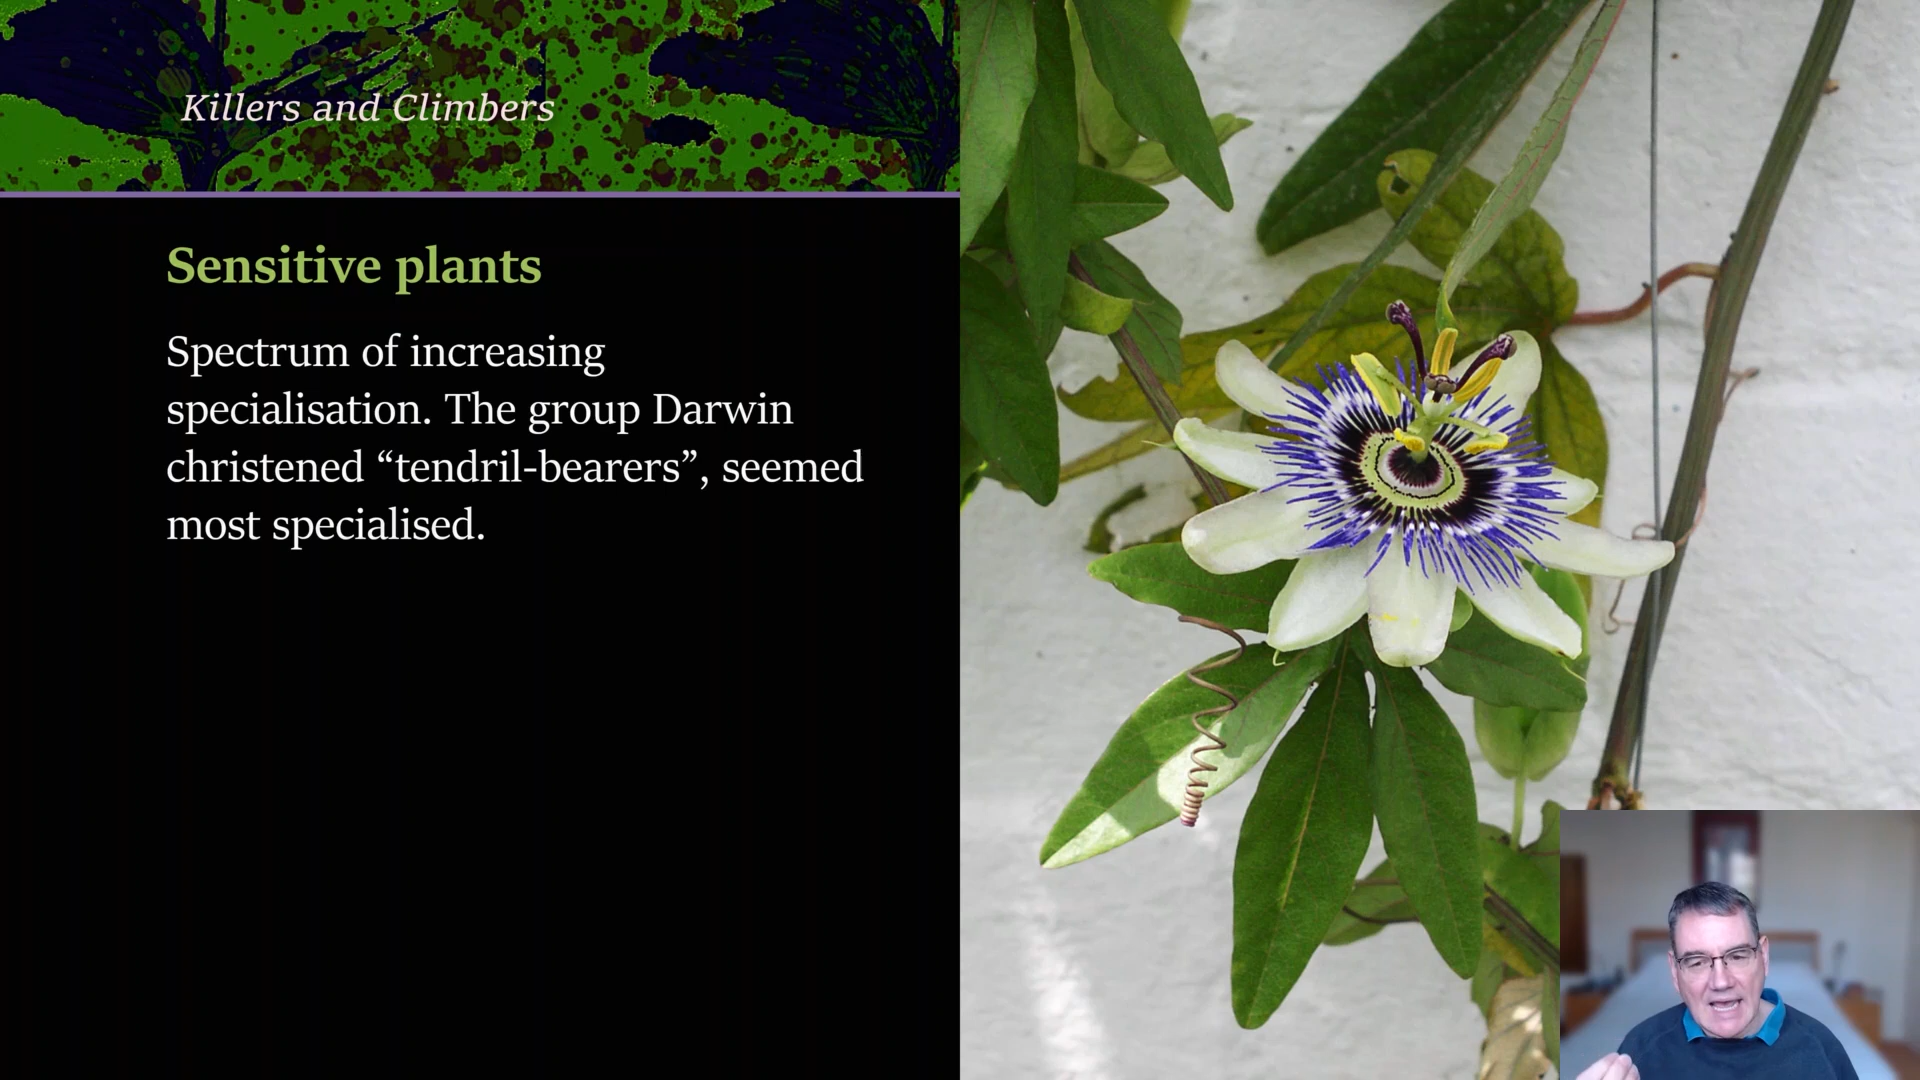 Killers and Climbers
Sensitive plants
Spectrum of increasing
specialisation. The group Darwin
christened “tendril-bearers”, seemed
most specialised.